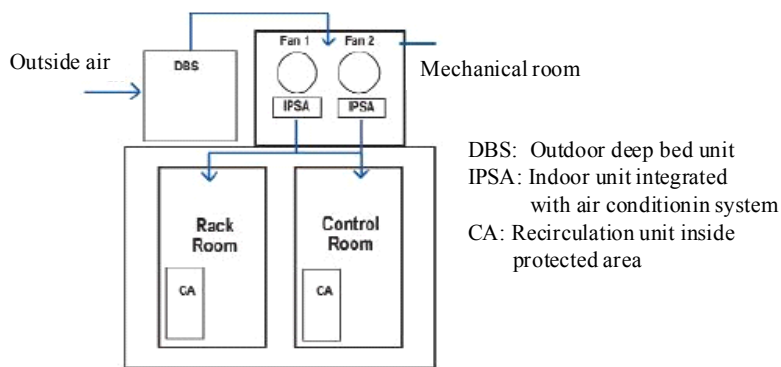 Fan 1 Fan 2
Outside air
DBS
Mechanical room
IPSA IPSA
DBS: Outdoor deep bed unit
IPSA: Indoor unit integrated
with air conditionin system
CA: Recirculation unit inside
protected area
Rack
Room
Control
Room
CA
CA